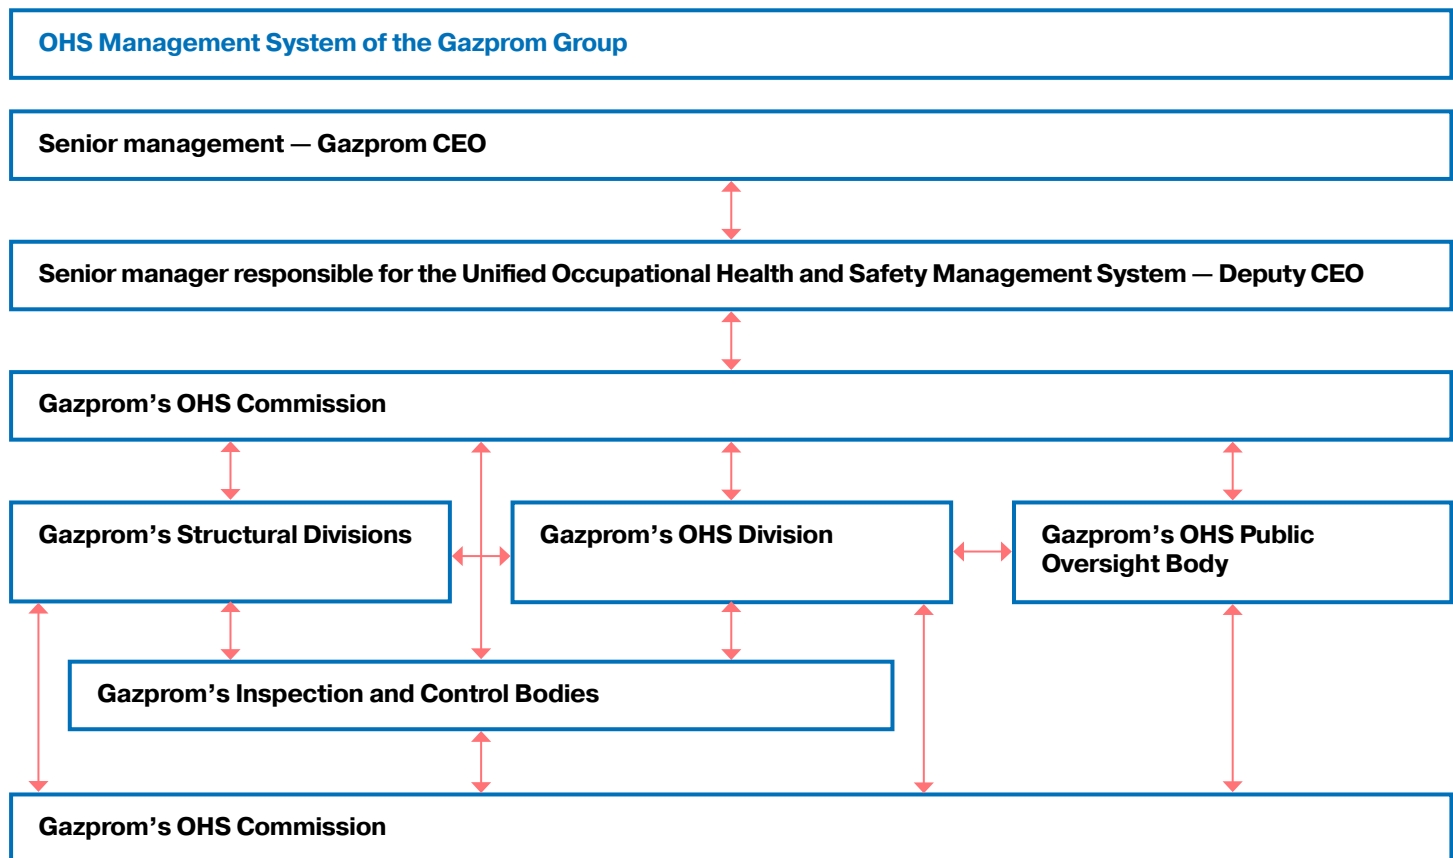 OHS Management System of the Gazprom Group
Senior management — Gazprom CEO
Senior manager responsible for the Unified Occupational Health and Safety Management System — Deputy CEO
Gazprom’s OHS Commission
Gazprom’s Structural Divisions
Gazprom’s OHS Division
Gazprom’s OHS Public
Oversight Body
Gazprom’s Inspection and Control Bodies
Gazprom’s OHS Commission